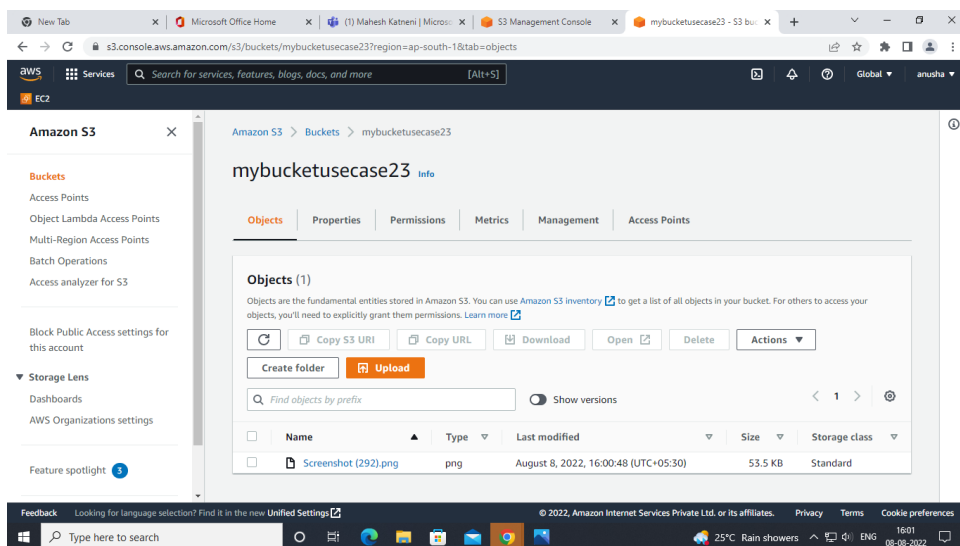 New Tab
Microsoft Office Home
(1) Mahesh Katneni | Microso
S3 Management Console
mybucketusecase23 - S3 buc
s3.console.aws.amazon.com/s3/buckets/mybucketusecase23?region=ap-south-1&tab=objects
aws
Services
Search for services, features, blogs, docs, and more
[Alt+S]
Global ▼
anusha ▼
EC2
Amazon S3
Buckets
Access Points
Object Lambda Access Points
Multi-Region Access Points
Batch Operations
Access analyzer for S3
Block Public Access settings for
this account
Storage Lens
Dashboards
AWS Organizations settings
Feature spotlight 3
Amazon S3 > Buckets > mybucketusecase23
mybucketusecase23 Info
Objects
Properties
Permissions
Metrics
Management
Access Points
Objects (1)
Objects are the fundamental entities stored in Amazon S3. You can use Amazon S3 inventory to get a list of all objects in your bucket. For others to access your
objects, you'll need to explicitly grant them permissions. Learn more
Copy S3 URI
Copy URL
Download
Open
Delete
Actions ▼
Create folder
Upload
Find objects by prefix
Show versions
< 1 >
Name
Type
Last modified
Size
Storage class
Screenshot (292).png
png
August 8, 2022, 16:00:48 (UTC+05:30)
53.5 KB
Standard
Feedback
Looking for language selection? Find it in the new Unified Settings
© 2022, Amazon Internet Services Private Ltd. or its affiliates.
Privacy
Terms
Cookie preferences
Type here to search
25°C Rain showers
ENG
16:01
08-08-2022